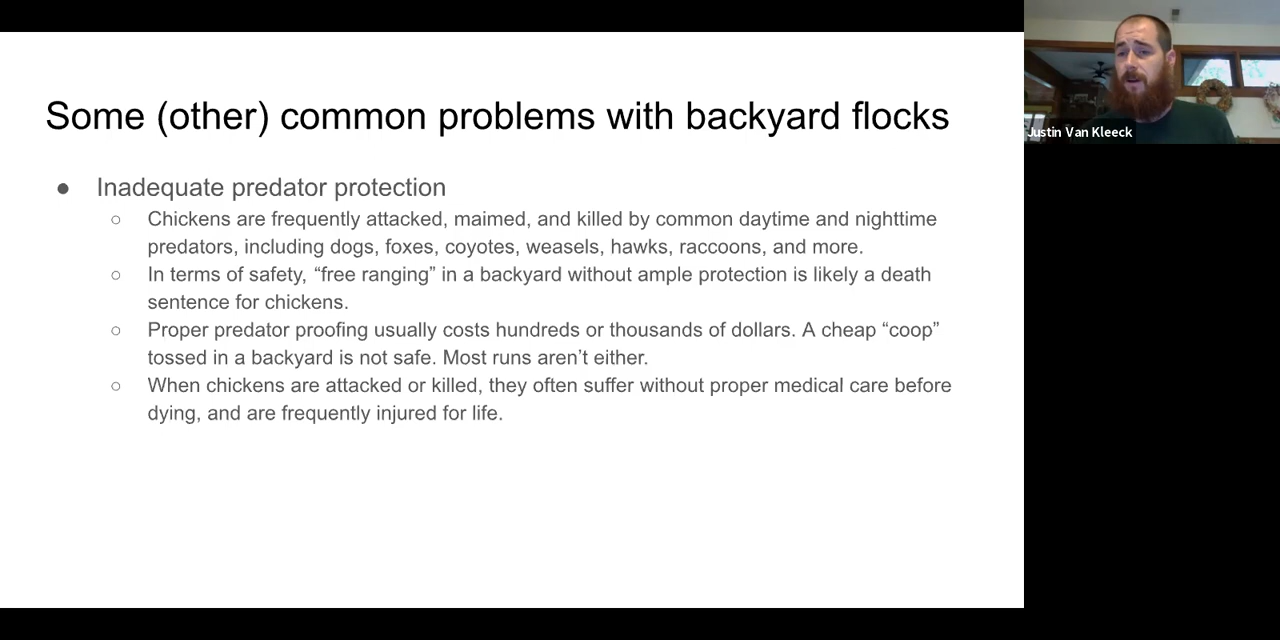 Some (other) common problems with backyard flocks
● Inadequate predator protection
○ Chickens are frequently attacked, maimed, and killed by common daytime and nighttime
predators, including dogs, foxes, coyotes, weasels, hawks, raccoons, and more.
○ In terms of safety, “free ranging” in a backyard without ample protection is likely a death
sentence for chickens.
○ Proper predator proofing usually costs hundreds or thousands of dollars. A cheap “coop”
tossed in a backyard is not safe. Most runs aren’t either.
○ When chickens are attacked or killed, they often suffer without proper medical care before
dying, and are frequently injured for life.
Justin Van Kleeck